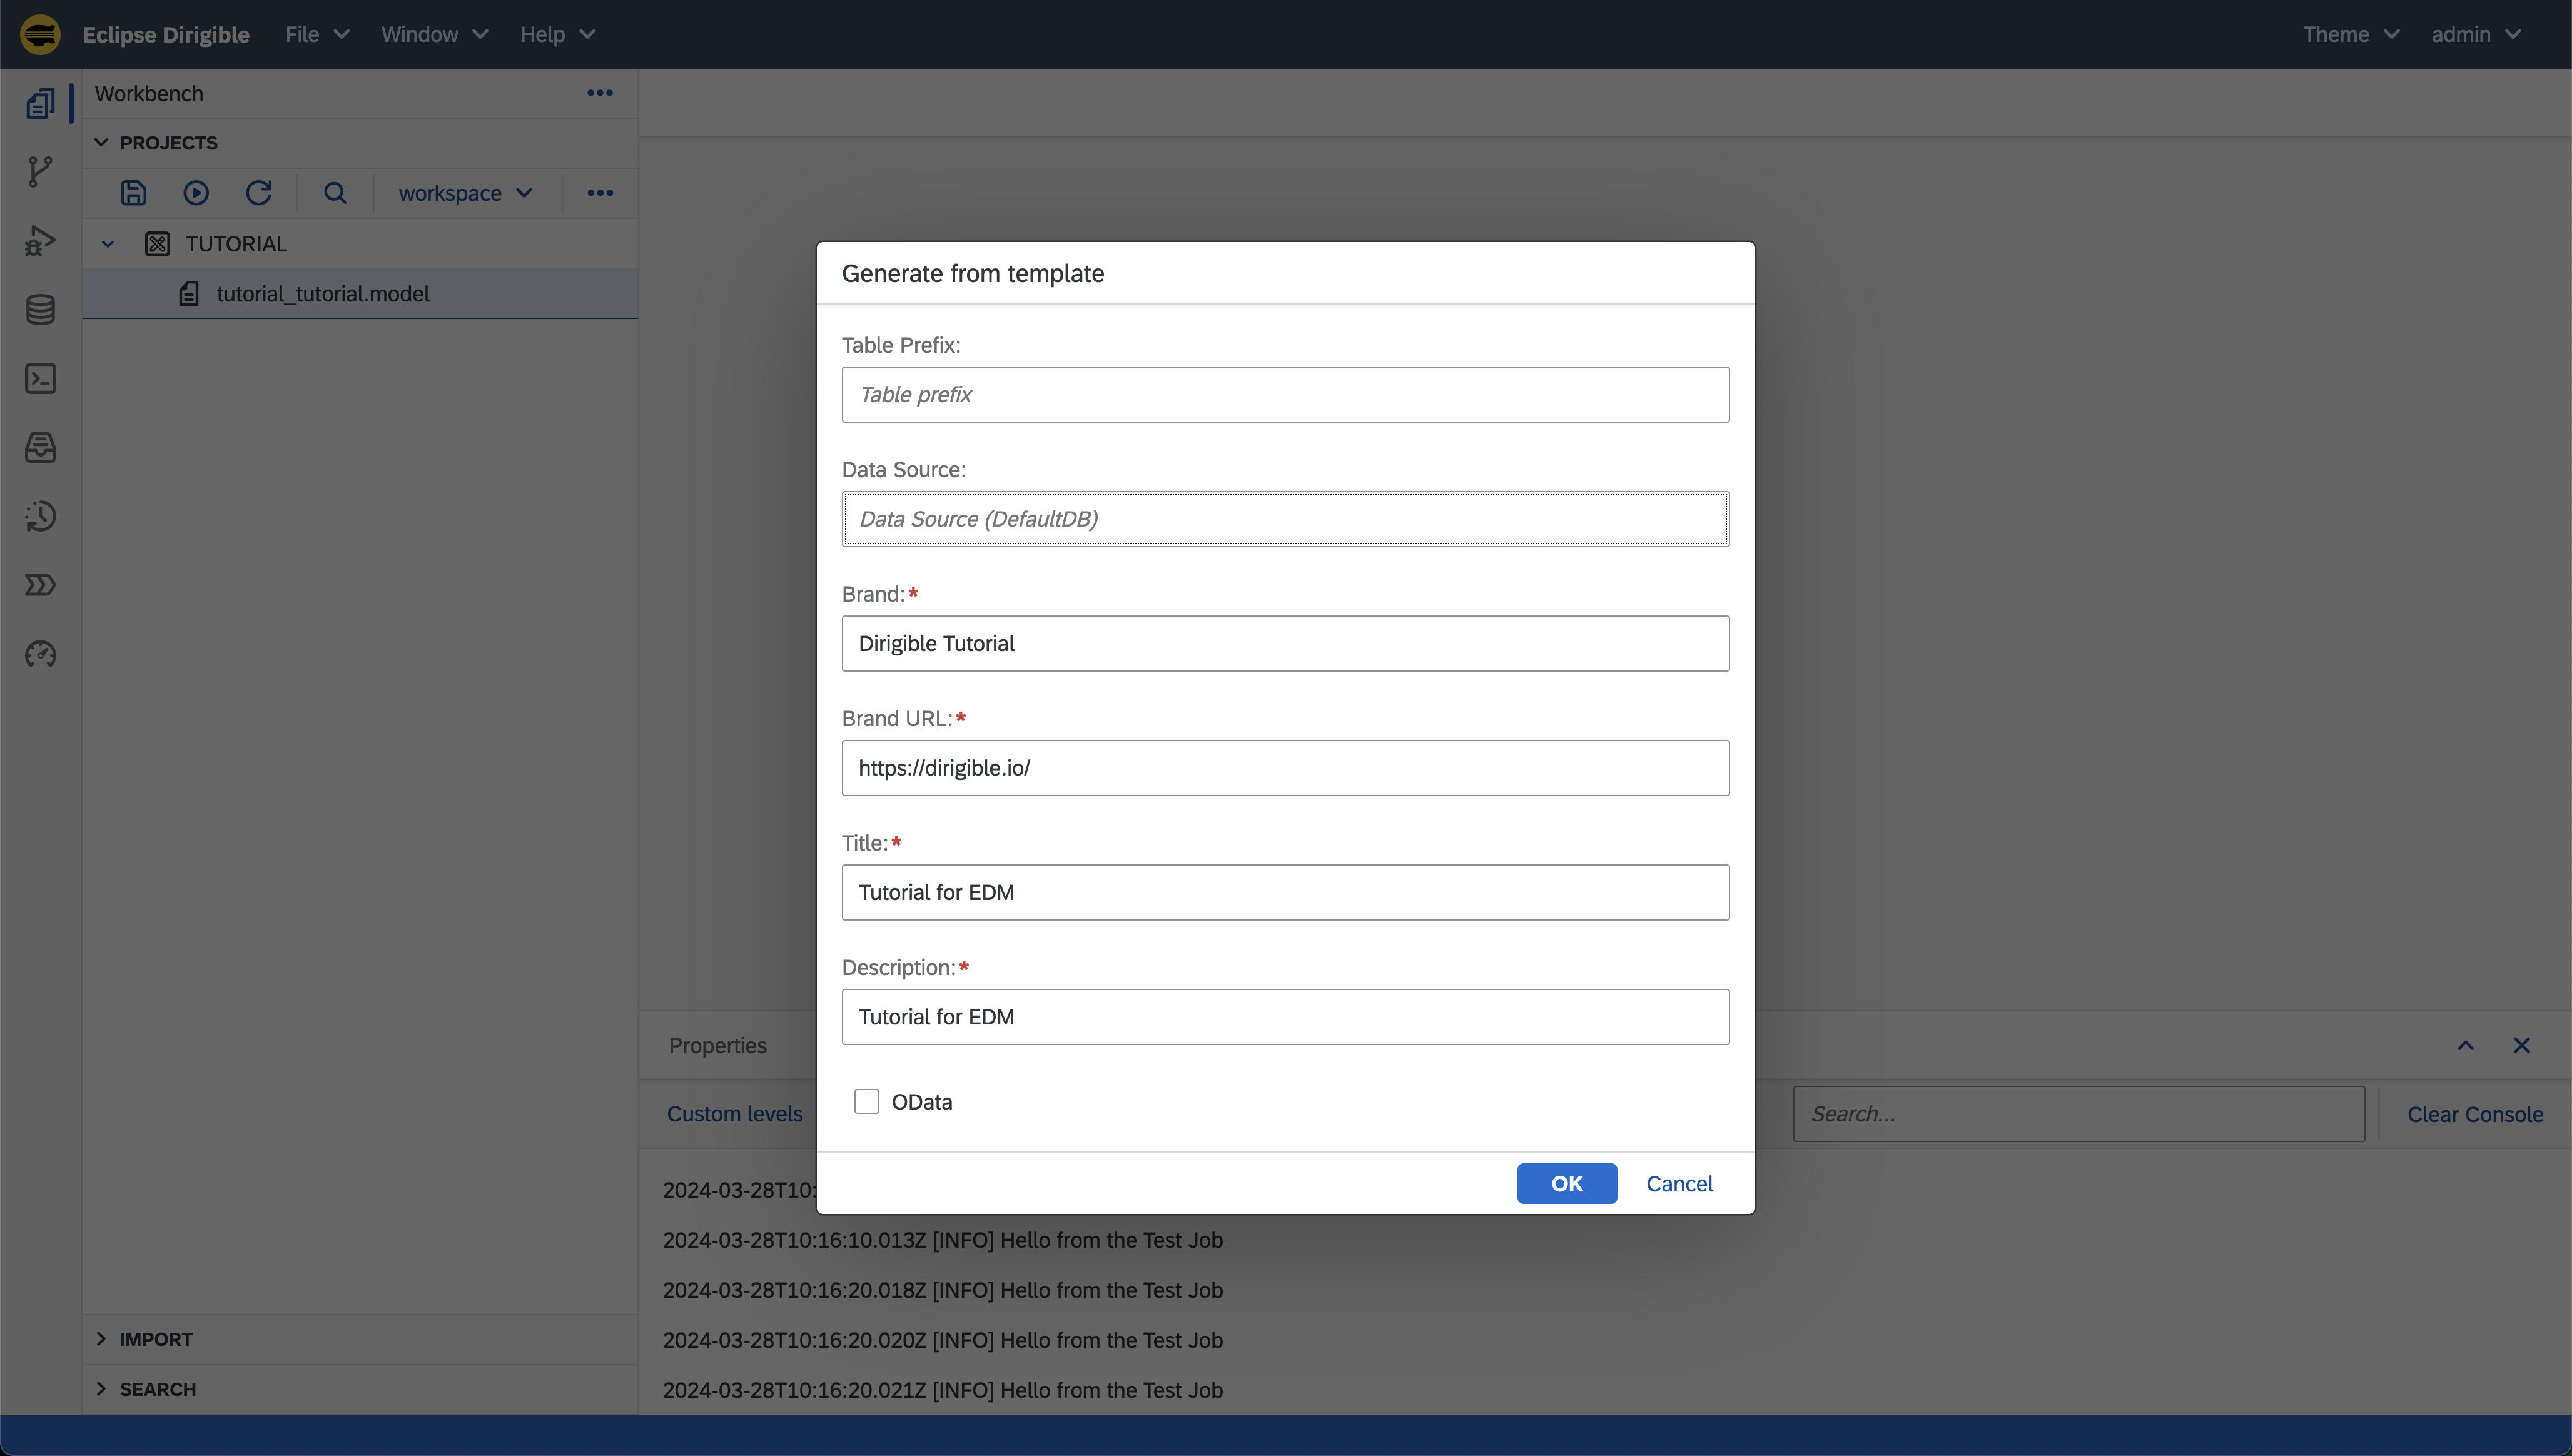 Eclipse Dirigible File Window Help Theme admin
Workbench
PROJECTS
workspace
TUTORIAL
tutorial_tutorial.model
IMPORT
SEARCH
Generate from template
Table Prefix:
Table prefix
Data Source:
Data Source (DefaultDB)
Brand:*
Dirigible Tutorial
Brand URL:*
https://dirigible.io/
Title:*
Tutorial for EDM
Description:*
Tutorial for EDM
OData
OK Cancel
Properties
Custom levels Search... Clear Console
2024-03-28T10:
2024-03-28T10:16:10.013Z [INFO] Hello from the Test Job
2024-03-28T10:16:20.018Z [INFO] Hello from the Test Job
2024-03-28T10:16:20.020Z [INFO] Hello from the Test Job
2024-03-28T10:16:20.021Z [INFO] Hello from the Test Job